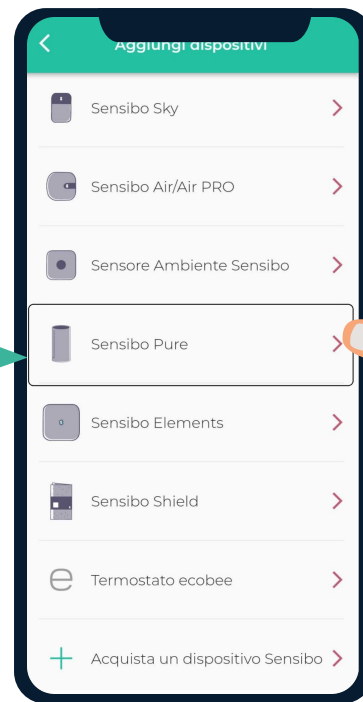 Aggiungi dispositivi
Sensibo Sky
Sensibo Air/Air PRO
Sensore Ambiente Sensibo
Sensibo Pure
Sensibo Elements
Sensibo Shield
e Termostato ecobee
Acquista un dispositivo Sensibo